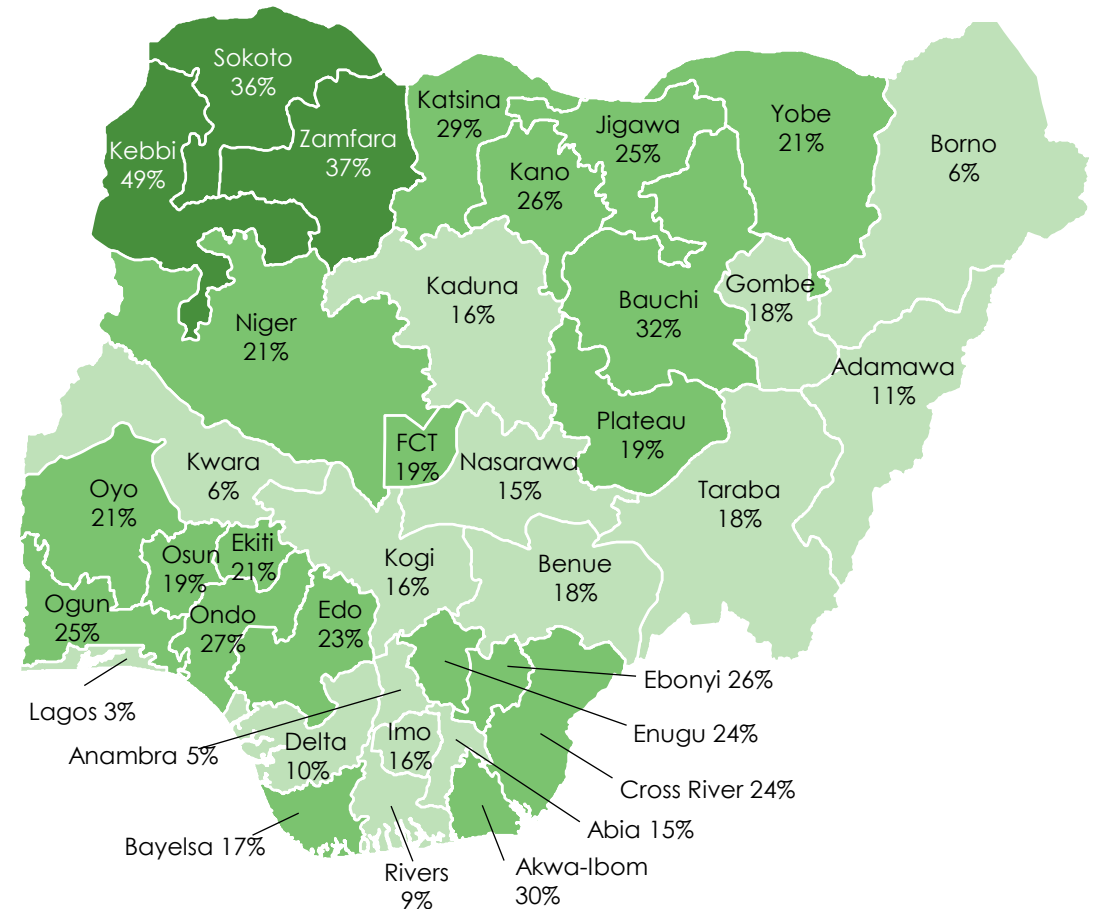 Sokoto
36%
Kebbi
49%
Zamfara
37%
Katsina
29%
Kano
26%
Jigawa
25%
Yobe
21%
Borno
6%
Niger
21%
Kaduna
16%
Bauchi
32%
Gombe
18%
Adamawa
11%
Plateau
19%
FCT
19%
Nasarawa
15%
Taraba
18%
Kwara
6%
Oyo
21%
Osun
19%
Ekiti
21%
Kogi
16%
Benue
18%
Ogun
25%
Ondo
27%
Edo
23%
Lagos 3%
Anambra 5%
Delta
10%
Imo
16%
Ebonyi 26%
Enugu 24%
Cross River 24%
Abia 15%
Bayelsa 17%
Rivers
9%
Akwa-Ibom
30%